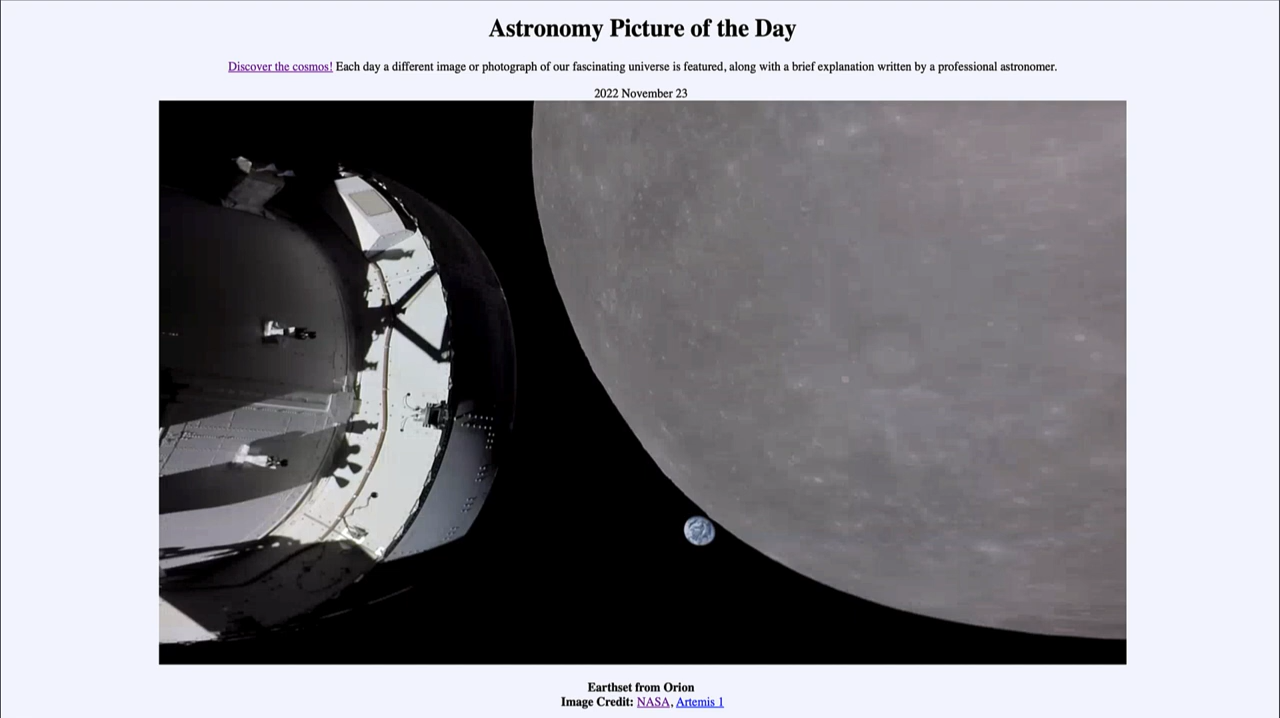 Astronomy Picture of the Day
Discover the cosmos! Each day a different image or photograph of our fascinating universe is featured, along with a brief explanation written by a professional astronomer.
2022 November 23
Earthset from Orion
Image Credit: NASA, Artemis 1